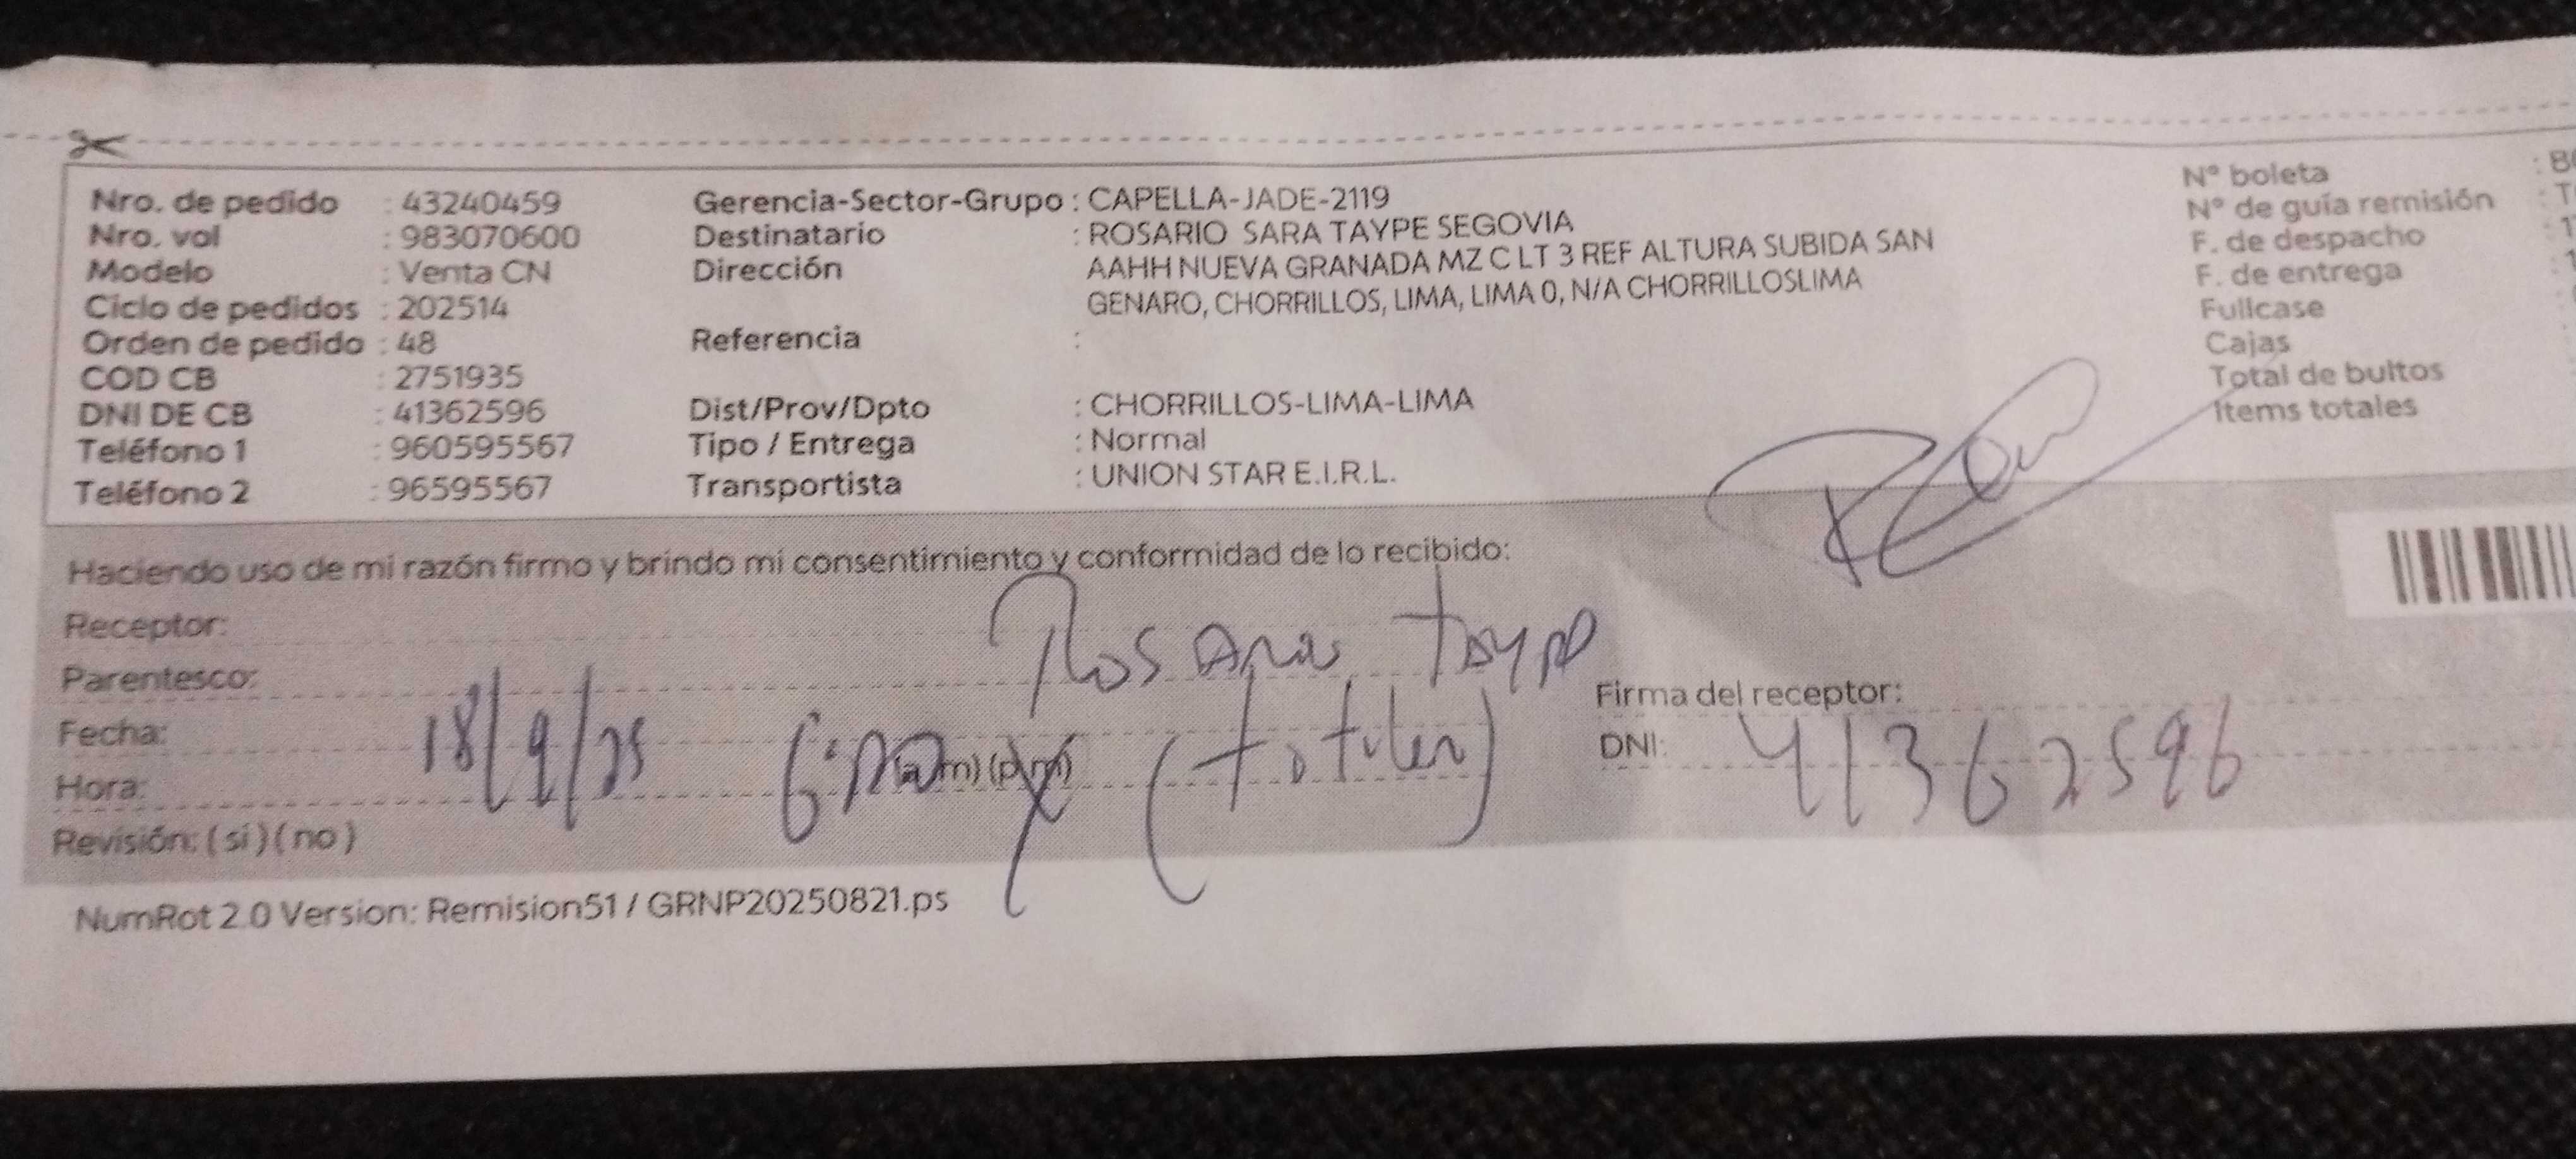 Nro. de pedido : 43240459
Nro. vol : 983070600
Modelo : Venta CN
Ciclo de pedidos : 202514
Orden de pedido : 48
COD CB : 2751935
DNI DE CB : 41362596
Teléfono 1 : 960595567
Teléfono 2 : 96595567
Gerencia-Sector-Grupo : CAPELLA-JADE-2119
Destinatario : ROSARIO SARA TAYPE SEGOVIA
Dirección AAHH NUEVA GRANADA MZ C LT 3 REF ALTURA SUBIDA SAN
GENARO, CHORRILLOS, LIMA, LIMA 0, N/A CHORRILLOSLIMA
Referencia :
Dist/Prov/Dpto : CHORRILLOS-LIMA-LIMA
Tipo / Entrega : Normal
Transportista : UNION STAR E.I.R.L.
N° boleta :
N° de guía remisión :
F. de despacho :
F. de entrega :
Fullcase
Cajas
Total de bultos
Items totales
Haciendo uso de mi razón firmo y brindo mi consentimiento y conformidad de lo recibido:
Receptor: Rosario
Parentesco:
Fecha: 18/9/25
Hora: (a.m) (p.m)
Revisión: ( si ) ( no )
Firma del receptor:
DNI: 41362596
NumRot 2.0 Version: Remision51 / GRNP20250821.ps